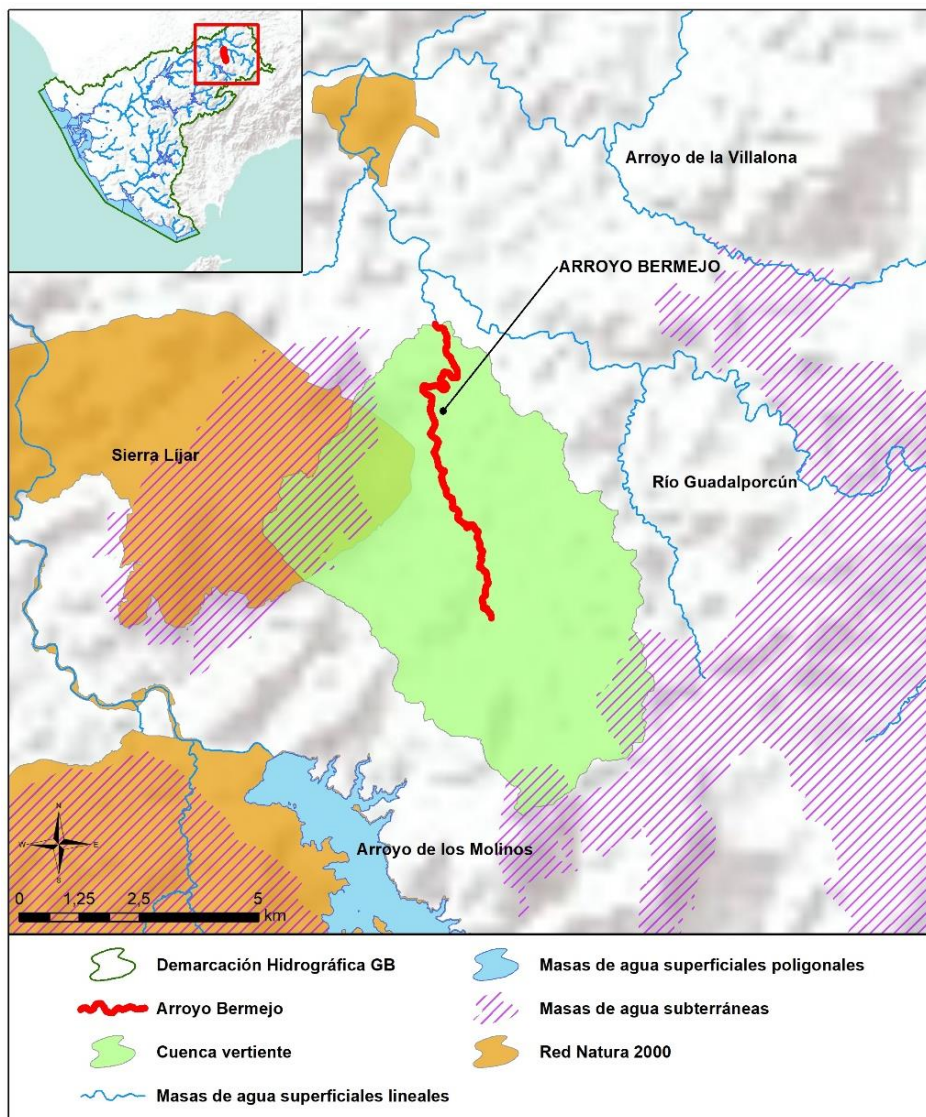 Arroyo de la Villalona
ARROYO BERMEJO
Sierra Líjar
Río Guadalporcún
Arroyo de los Molinos
N
W E
S
0 1,25 2,5 5
km
Demarcación Hidrográfica GB
Arroyo Bermejo
Cuenca vertiente
Masas de agua superficiales lineales
Masas de agua superficiales poligonales
Masas de agua subterráneas
Red Natura 2000